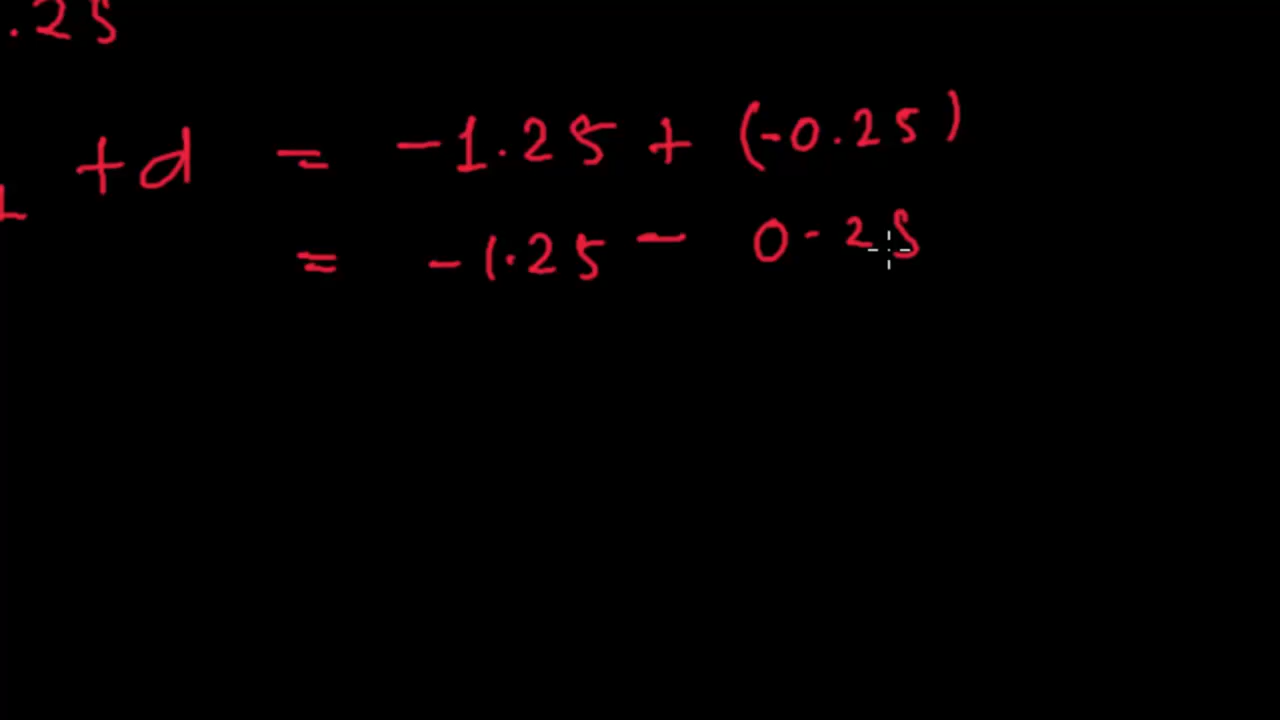 .25
+d = -1.25 + (-0.25)
= -1.25 - 0.25